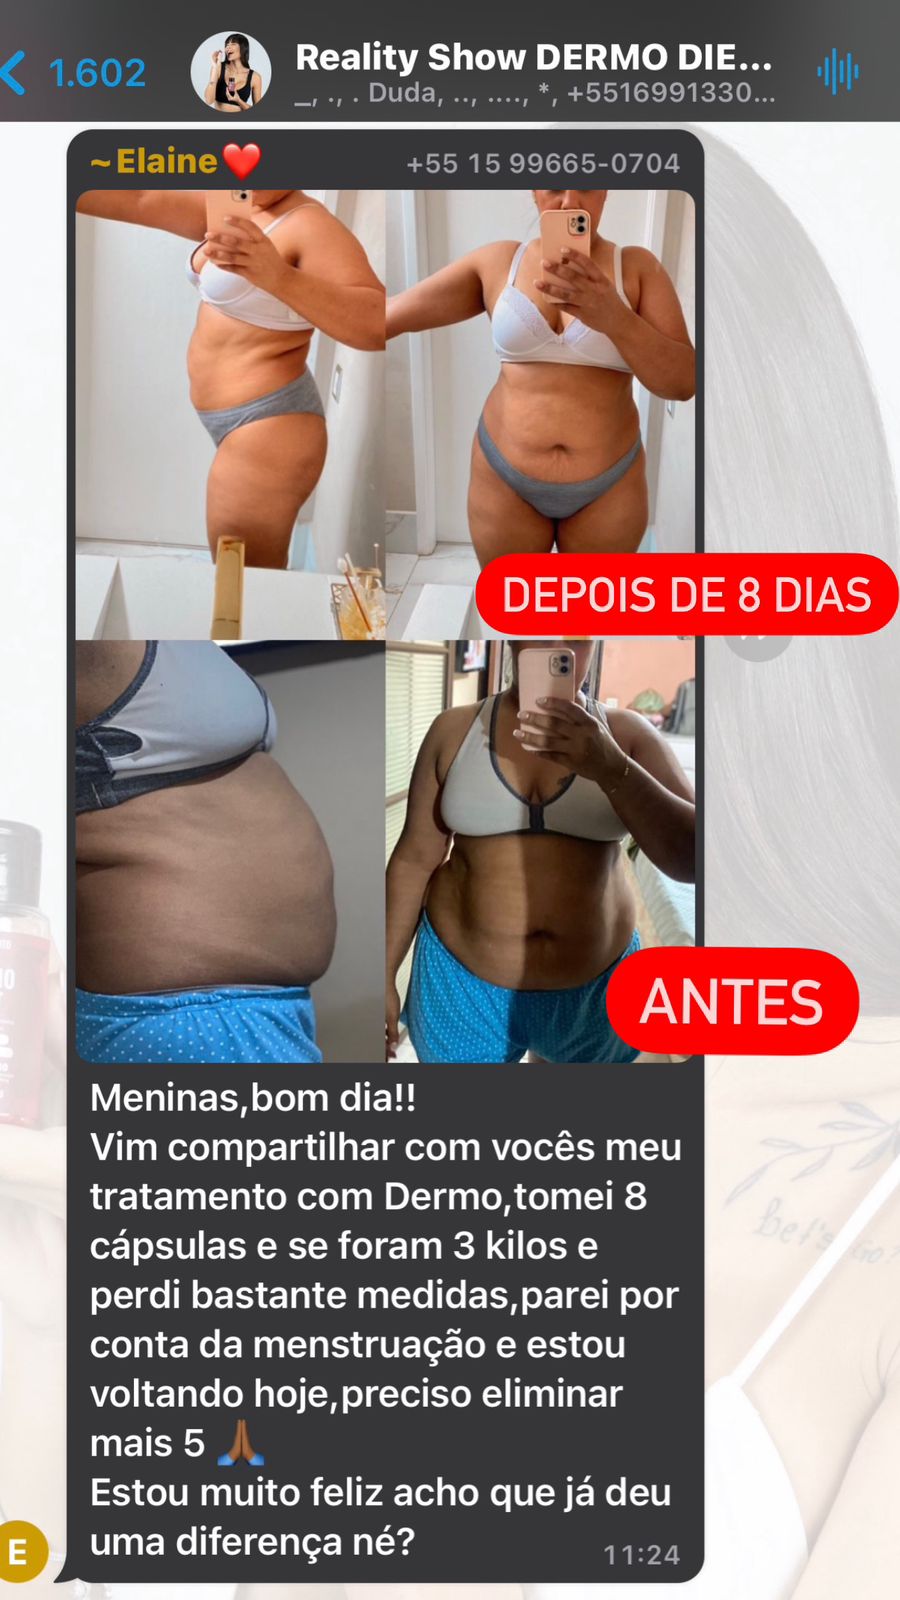 1.602
Reality Show DERMO DIE...
_, ., . Duda, .., ...., *, +5516991330...
~Elaine❤️
+55 15 99665-0704
DEPOIS DE 8 DIAS
ANTES
Meninas,bom dia!!
Vim compartilhar com vocês meu
tratamento com Dermo,tomei 8
cápsulas e se foram 3 kilos e
perdi bastante medidas,parei por
conta da menstruação e estou
voltando hoje,preciso eliminar
mais 5 🙏🏾
Estou muito feliz acho que já deu
uma diferença né?
11:24
E